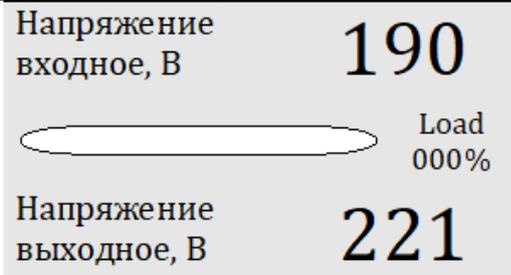 Напряжение
входное, В
190
Load
000%
Напряжение
выходное, В
221